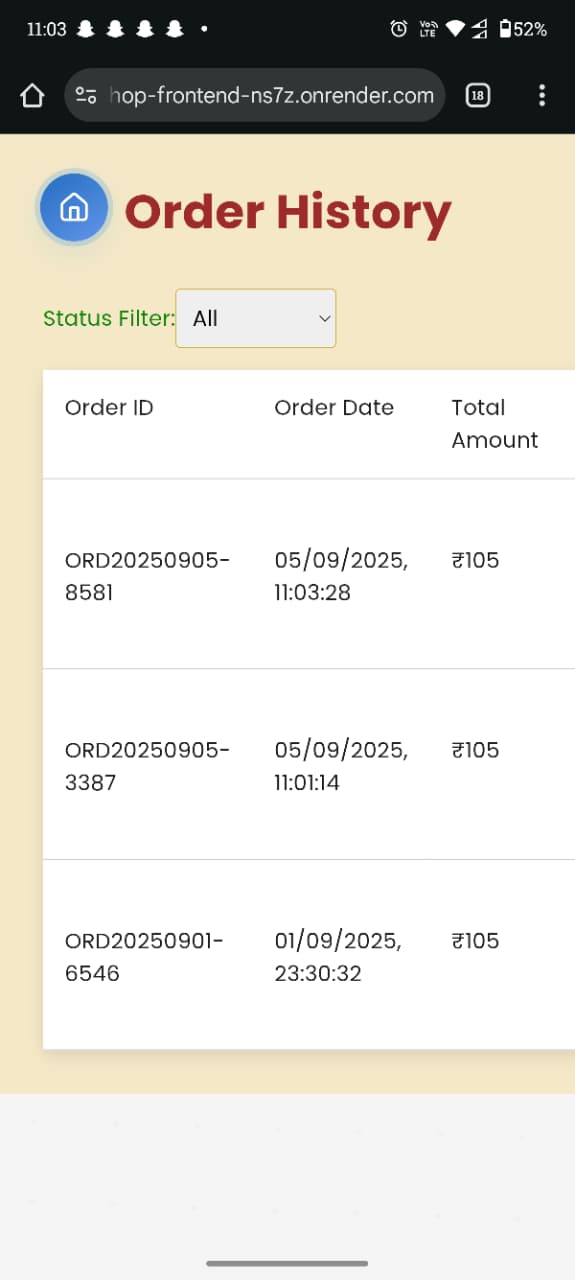 11:03
Vo))
LTE
52%
hop-frontend-ns7z.onrender.com
18
Order History
Status Filter: All
Order ID
Order Date
Total
Amount
ORD20250905-
8581
05/09/2025,
11:03:28
₹105
ORD20250905-
3387
05/09/2025,
11:01:14
₹105
ORD20250901-
6546
01/09/2025,
23:30:32
₹105